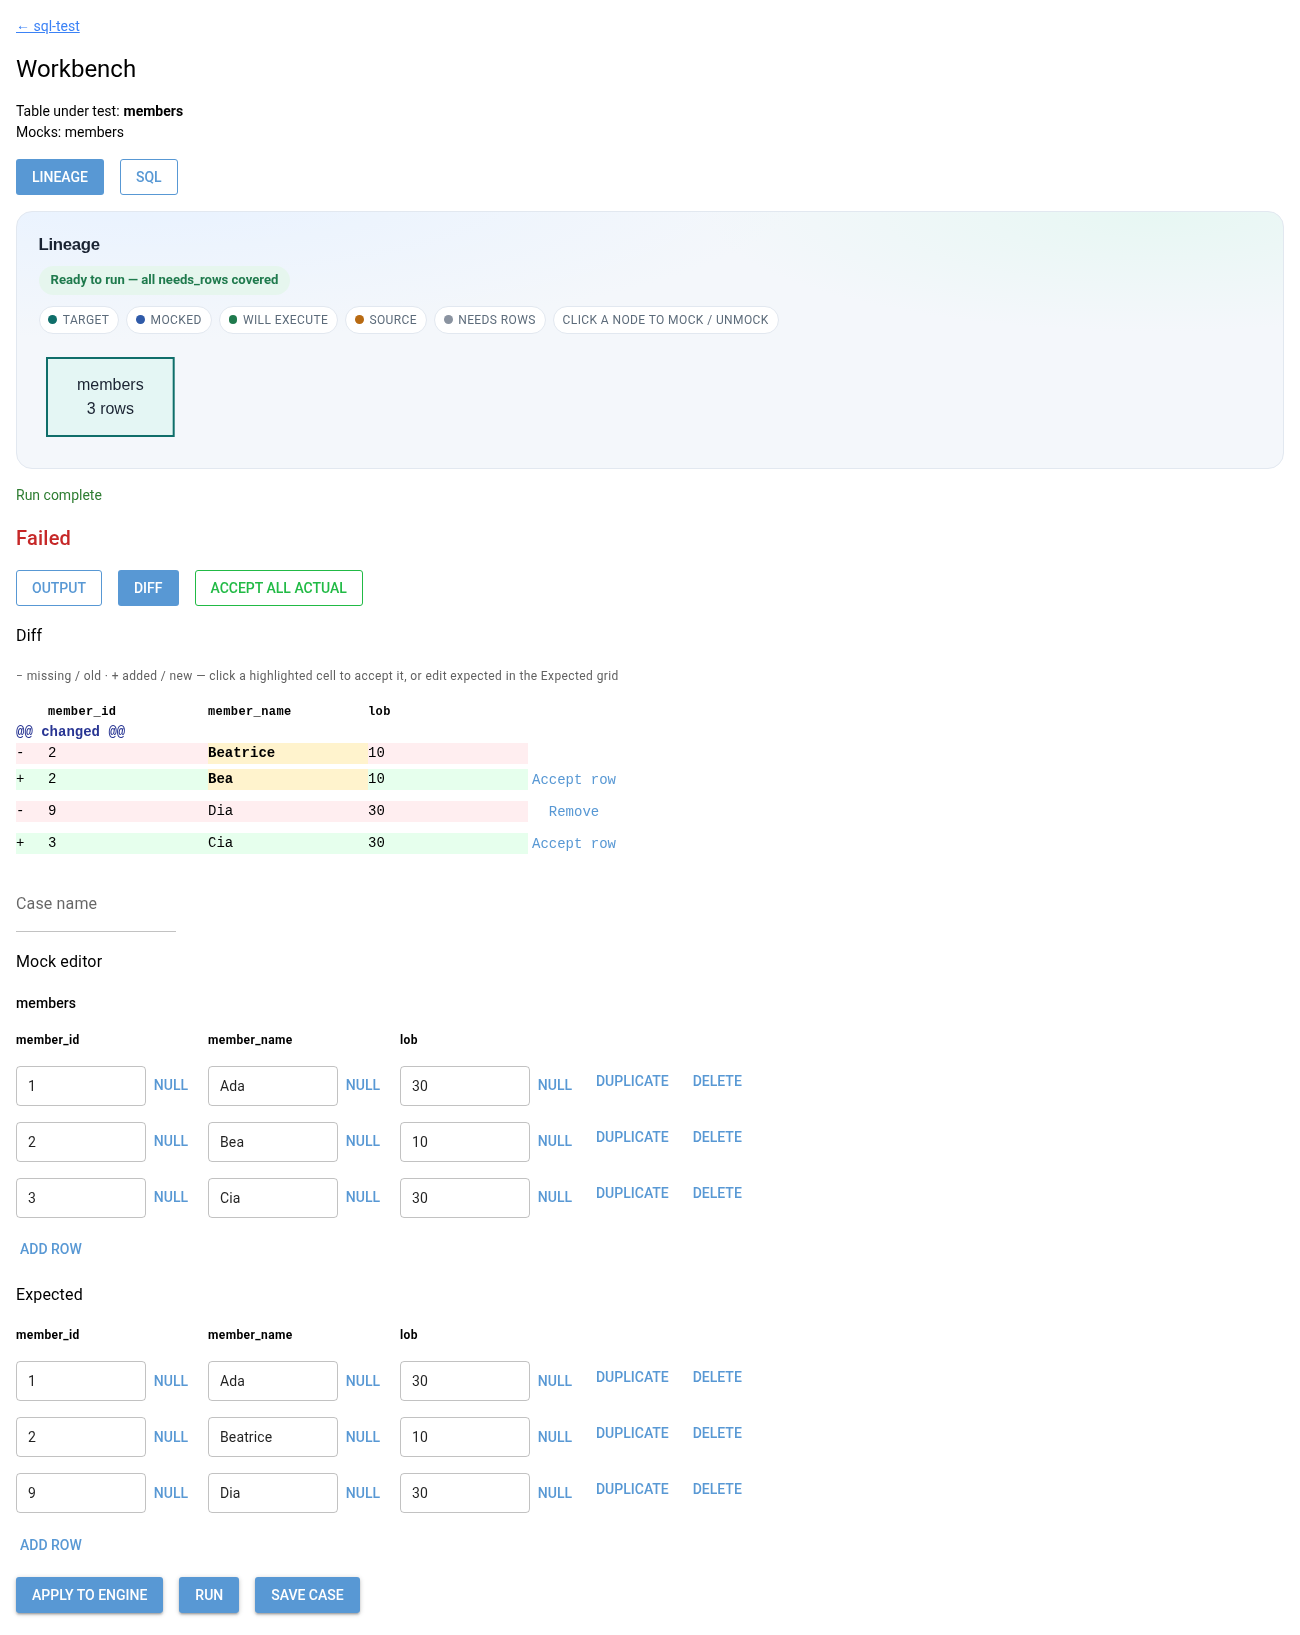 ← sql-test
Workbench
Table under test: members
Mocks: members
LINEAGE SQL
Lineage
Ready to run — all needs_rows covered
TARGET MOCKED WILL EXECUTE SOURCE NEEDS ROWS CLICK A NODE TO MOCK / UNMOCK
members
3 rows
Run complete
Failed
OUTPUT DIFF ACCEPT ALL ACTUAL
Diff
− missing / old · + added / new — click a highlighted cell to accept it, or edit expected in the Expected grid
member_id member_name lob
@@ changed @@
- 2 Beatrice 10
+ 2 Bea 10 Accept row
- 9 Dia 30 Remove
+ 3 Cia 30 Accept row
Case name
Mock editor
members
member_id member_name lob
1 NULL Ada NULL 30 NULL DUPLICATE DELETE
2 NULL Bea NULL 10 NULL DUPLICATE DELETE
3 NULL Cia NULL 30 NULL DUPLICATE DELETE
ADD ROW
Expected
member_id member_name lob
1 NULL Ada NULL 30 NULL DUPLICATE DELETE
2 NULL Beatrice NULL 10 NULL DUPLICATE DELETE
9 NULL Dia NULL 30 NULL DUPLICATE DELETE
ADD ROW
APPLY TO ENGINE RUN SAVE CASE